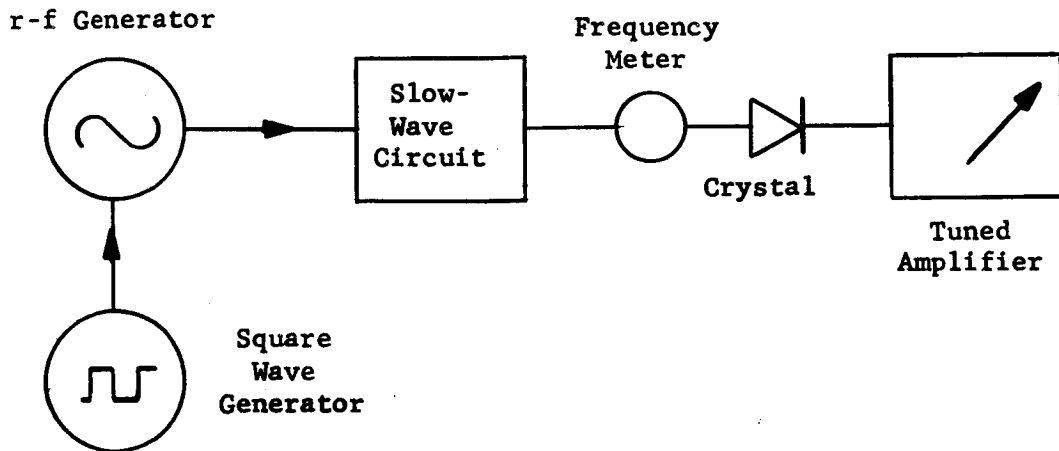 r-f Generator
Frequency
Meter
Slow-
Wave
Circuit
Crystal
Tuned
Amplifier
Square
Wave
Generator